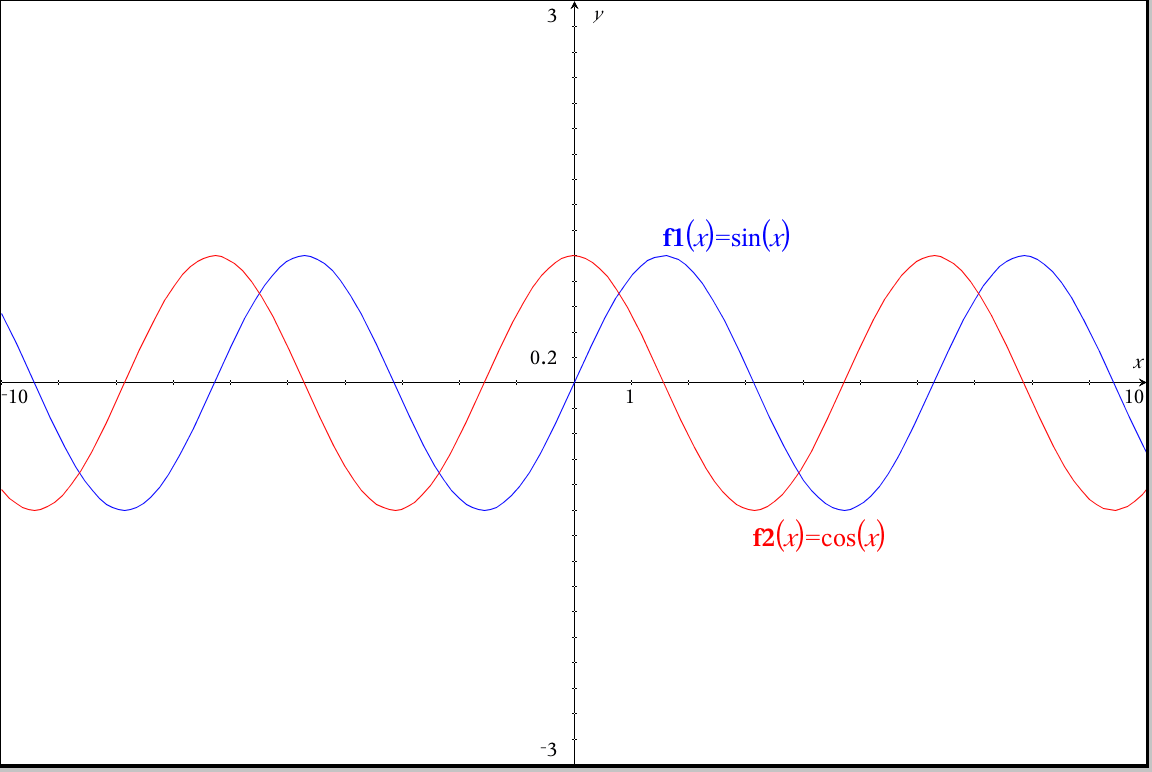 3 y
f1(x)=sin(x)
0.2
x
-10 1 10
f2(x)=cos(x)
-3